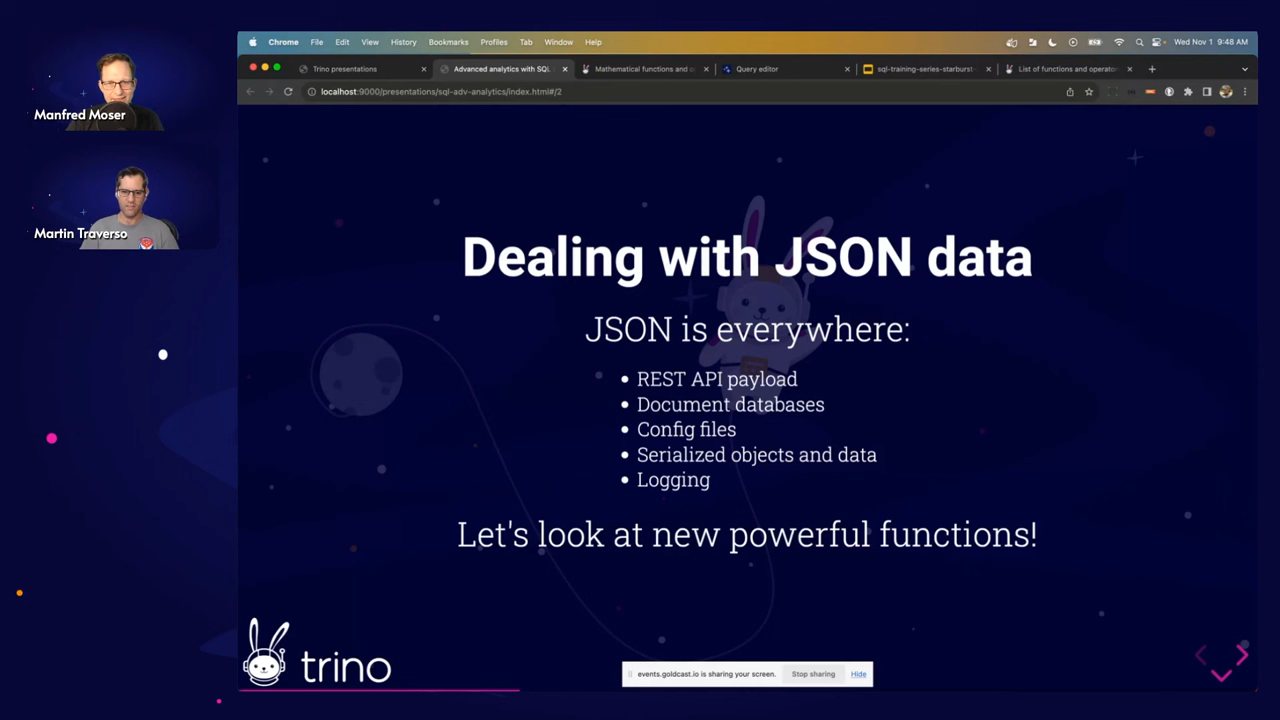 Manfred Moser
Martin Traverso
Chrome File Edit View History Bookmarks Profiles Tab Window Help
Wed Nov 1 9:48 AM
Trino presentations
Advanced analytics with SQL
Mathematical functions and
Query editor
sql-training-series-starburst
List of functions and operator
localhost:9000/presentations/sql-adv-analytics/index.html#/2
Dealing with JSON data
JSON is everywhere:
REST API payload
Document databases
Config files
Serialized objects and data
Logging
Let's look at new powerful functions!
trino
events.goldcast.io is sharing your screen.
Stop sharing
Hide